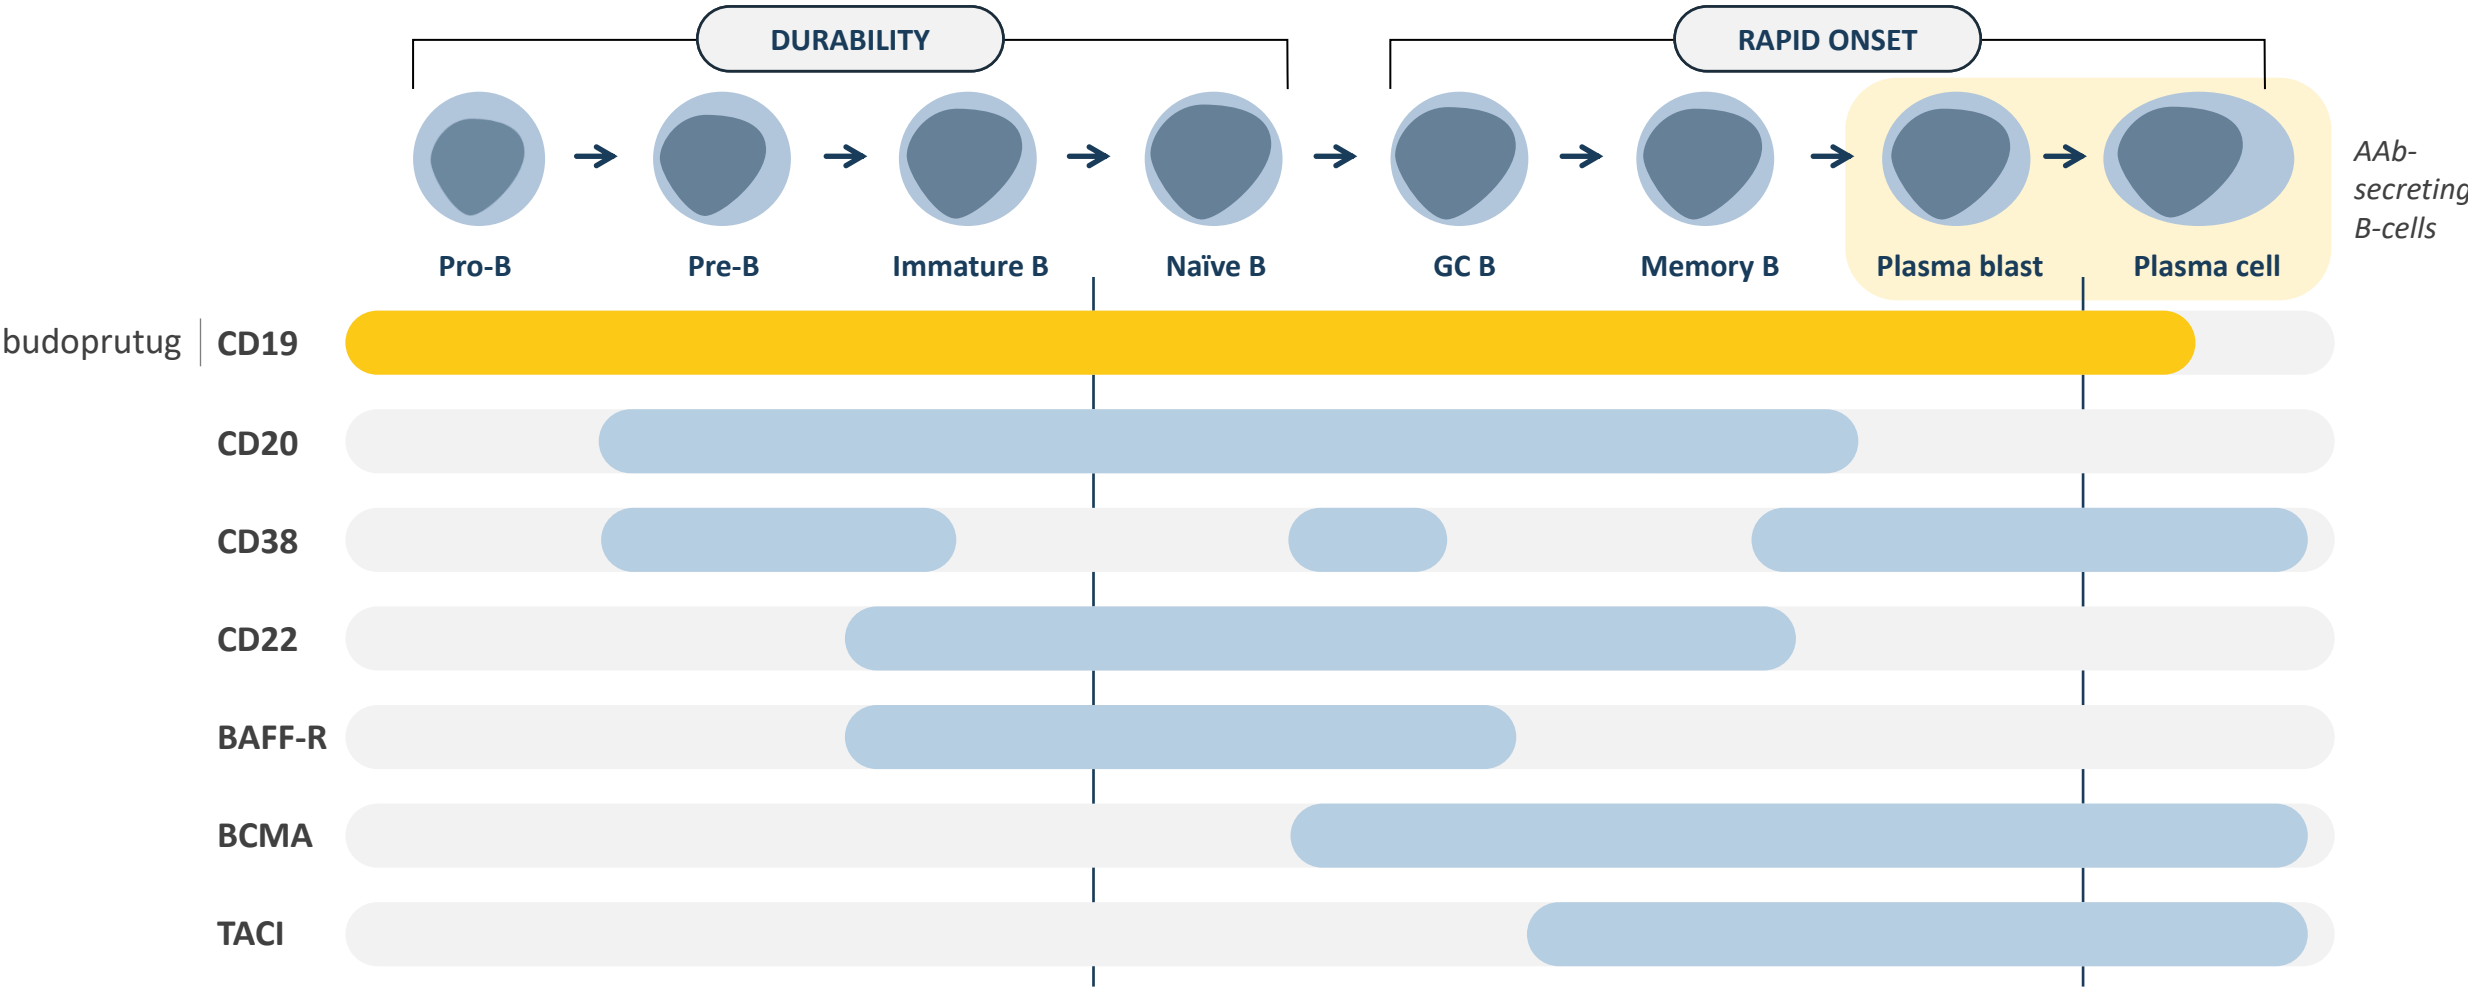 DURABILITY
RAPID ONSET
Pro-B
Pre-B
Immature B
Naïve B
GC B
Memory B
Plasma blast
Plasma cell
AAb-
secreting
B-cells
budoprutug
CD19
CD20
CD38
CD22
BAFF-R
BCMA
TACI